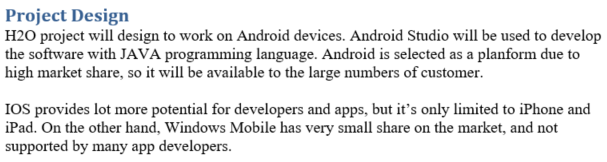 Project Design
H2O project will design to work on Android devices. Android Studio will be used to develop
the software with JAVA programming language. Android is selected as a planform due to
high market share, so it will be available to the large numbers of customer.
IOS provides lot more potential for developers and apps, but it's only limited to iPhone and
iPad. On the other hand, Windows Mobile has very small share on the market, and not
supported by many app developers.